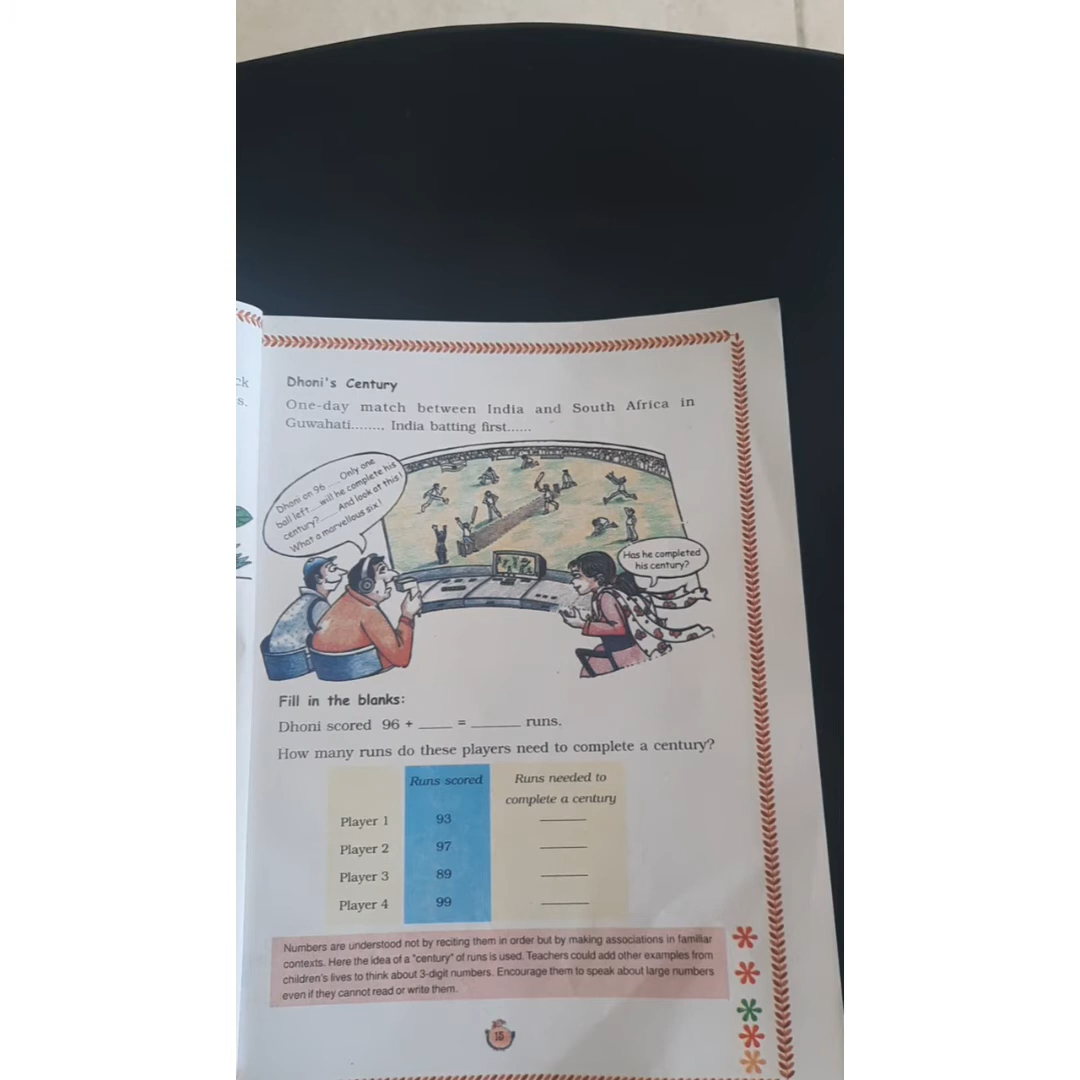 ck
s.
Dhoni's Century
One-day match between India and South Africa in
Guwahati........, India batting first......
Dhoni on 96 ....Only one
ball left....will he complete his
century? ..... And look at this!
What a marvellous six!
Has he completed
his century?
Fill in the blanks:
Dhoni scored 96 + ____ = ______ runs.
How many runs do these players need to complete a century?
Runs scored Runs needed to
complete a century
Player 1 93 ______
Player 2 97 ______
Player 3 89 ______
Player 4 99 ______
Numbers are understood not by reciting them in order but by making associations in familiar
contexts. Here the idea of a "century" of runs is used. Teachers could add other examples from
children's lives to think about 3-digit numbers. Encourage them to speak about large numbers
even if they cannot read or write them.
15